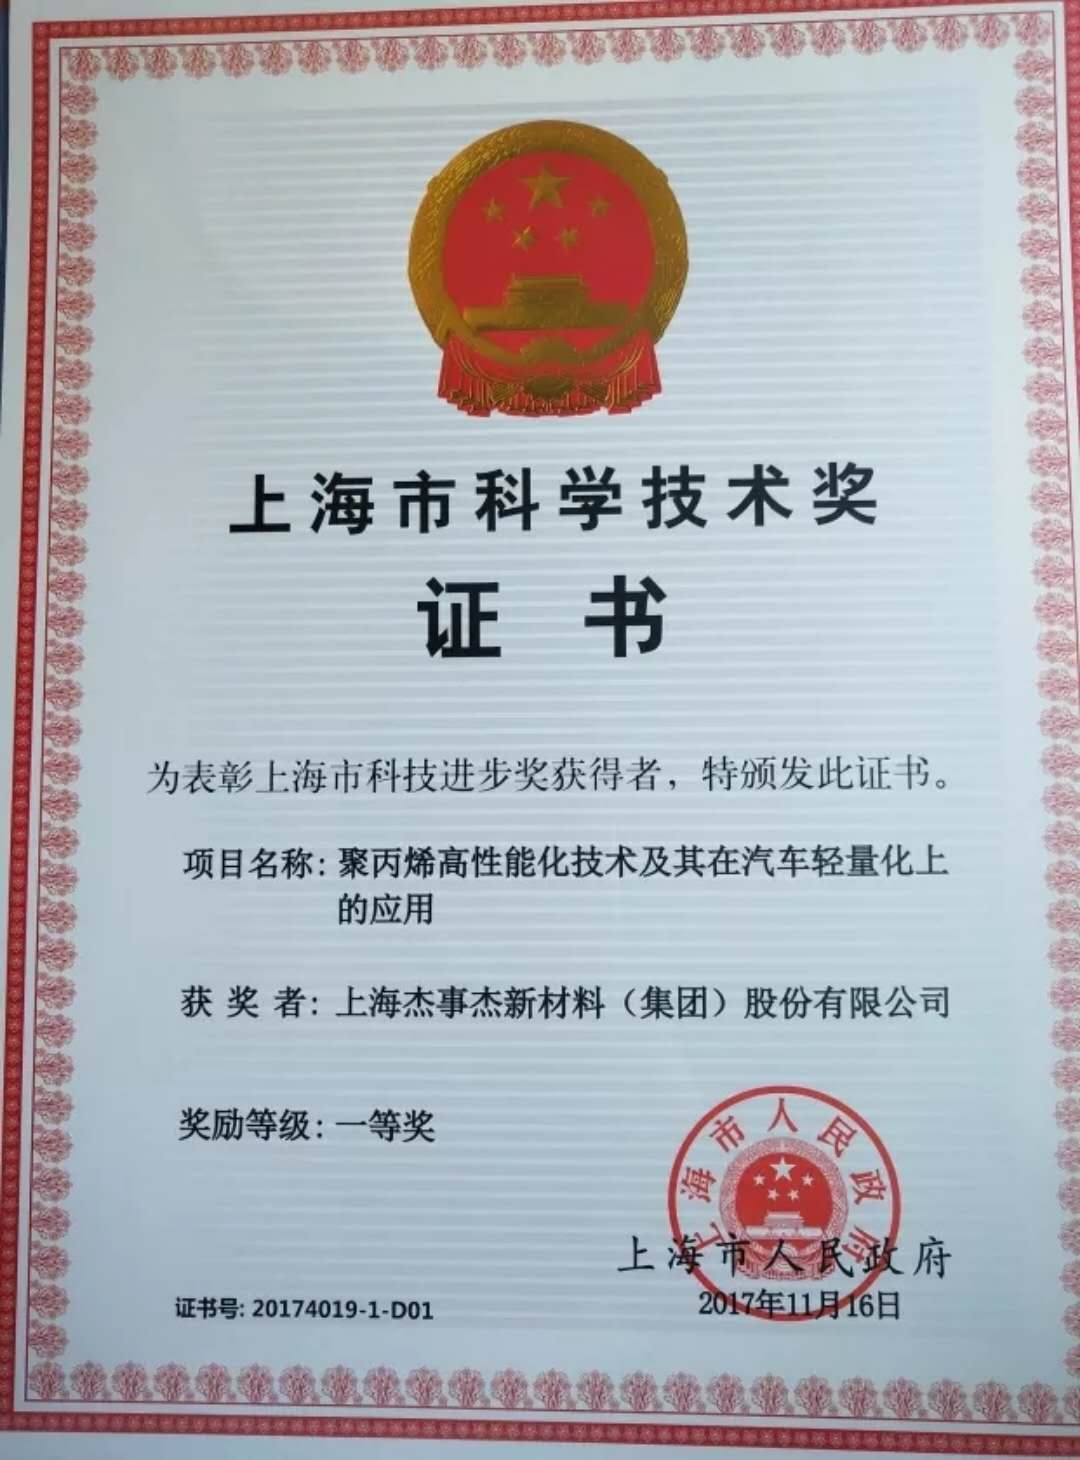 上海市科学技术奖
证书
为表彰上海市科技进步奖获得者，特颁发此证书。
项目名称：聚丙烯高性能化技术及其在汽车轻量化上
的应用
获奖者：上海杰事杰新材料（集团）股份有限公司
奖励等级：一等奖
上海市人民政府
上海市人民政府
2017年11月16日
证书号: 20174019-1-D01